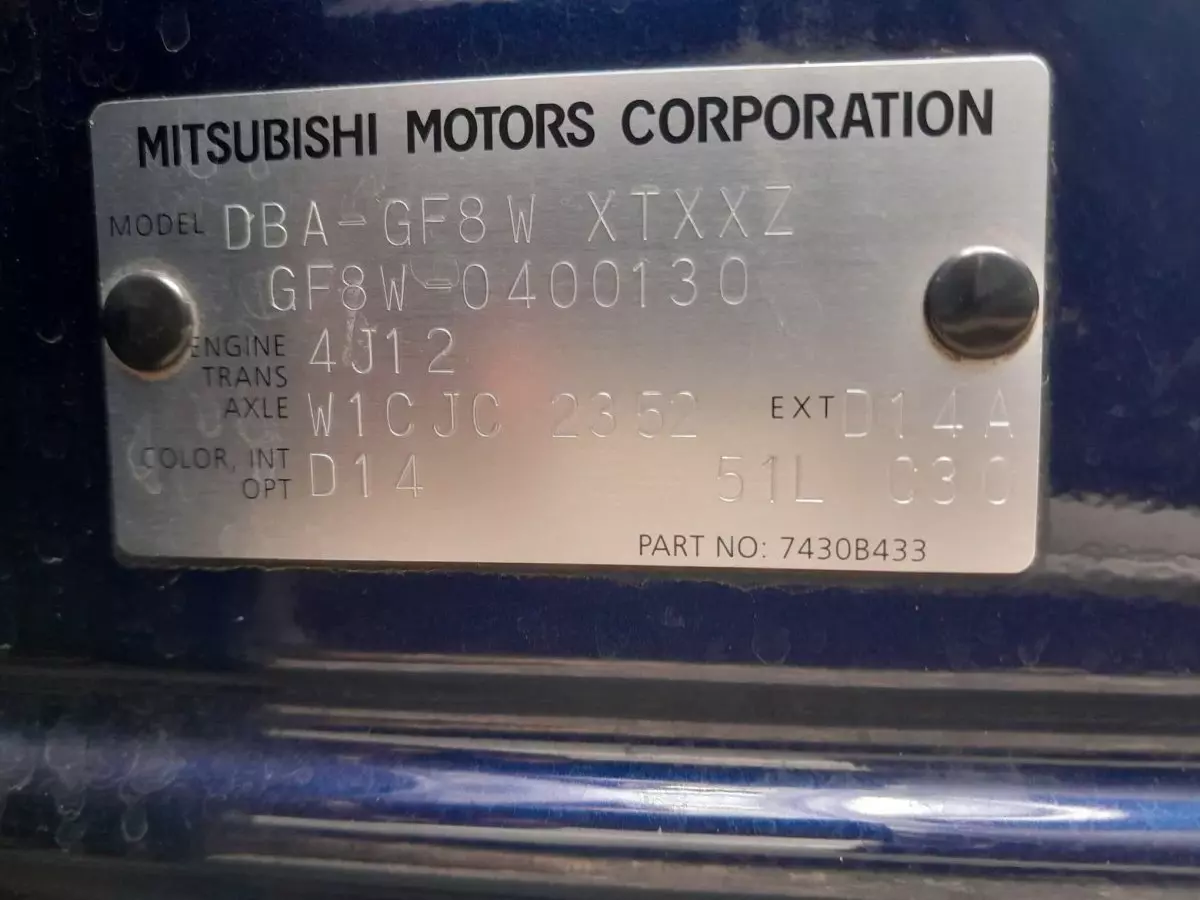 MITSUBISHI MOTORS CORPORATION
MODEL DBA-GF8W XTXXZ
GF8W-0400130
ENGINE 4J12
TRANS
AXLE W1CJC 2352 EXT D14A
COLOR, INT D14 51L C30
OPT
PART NO: 7430B433